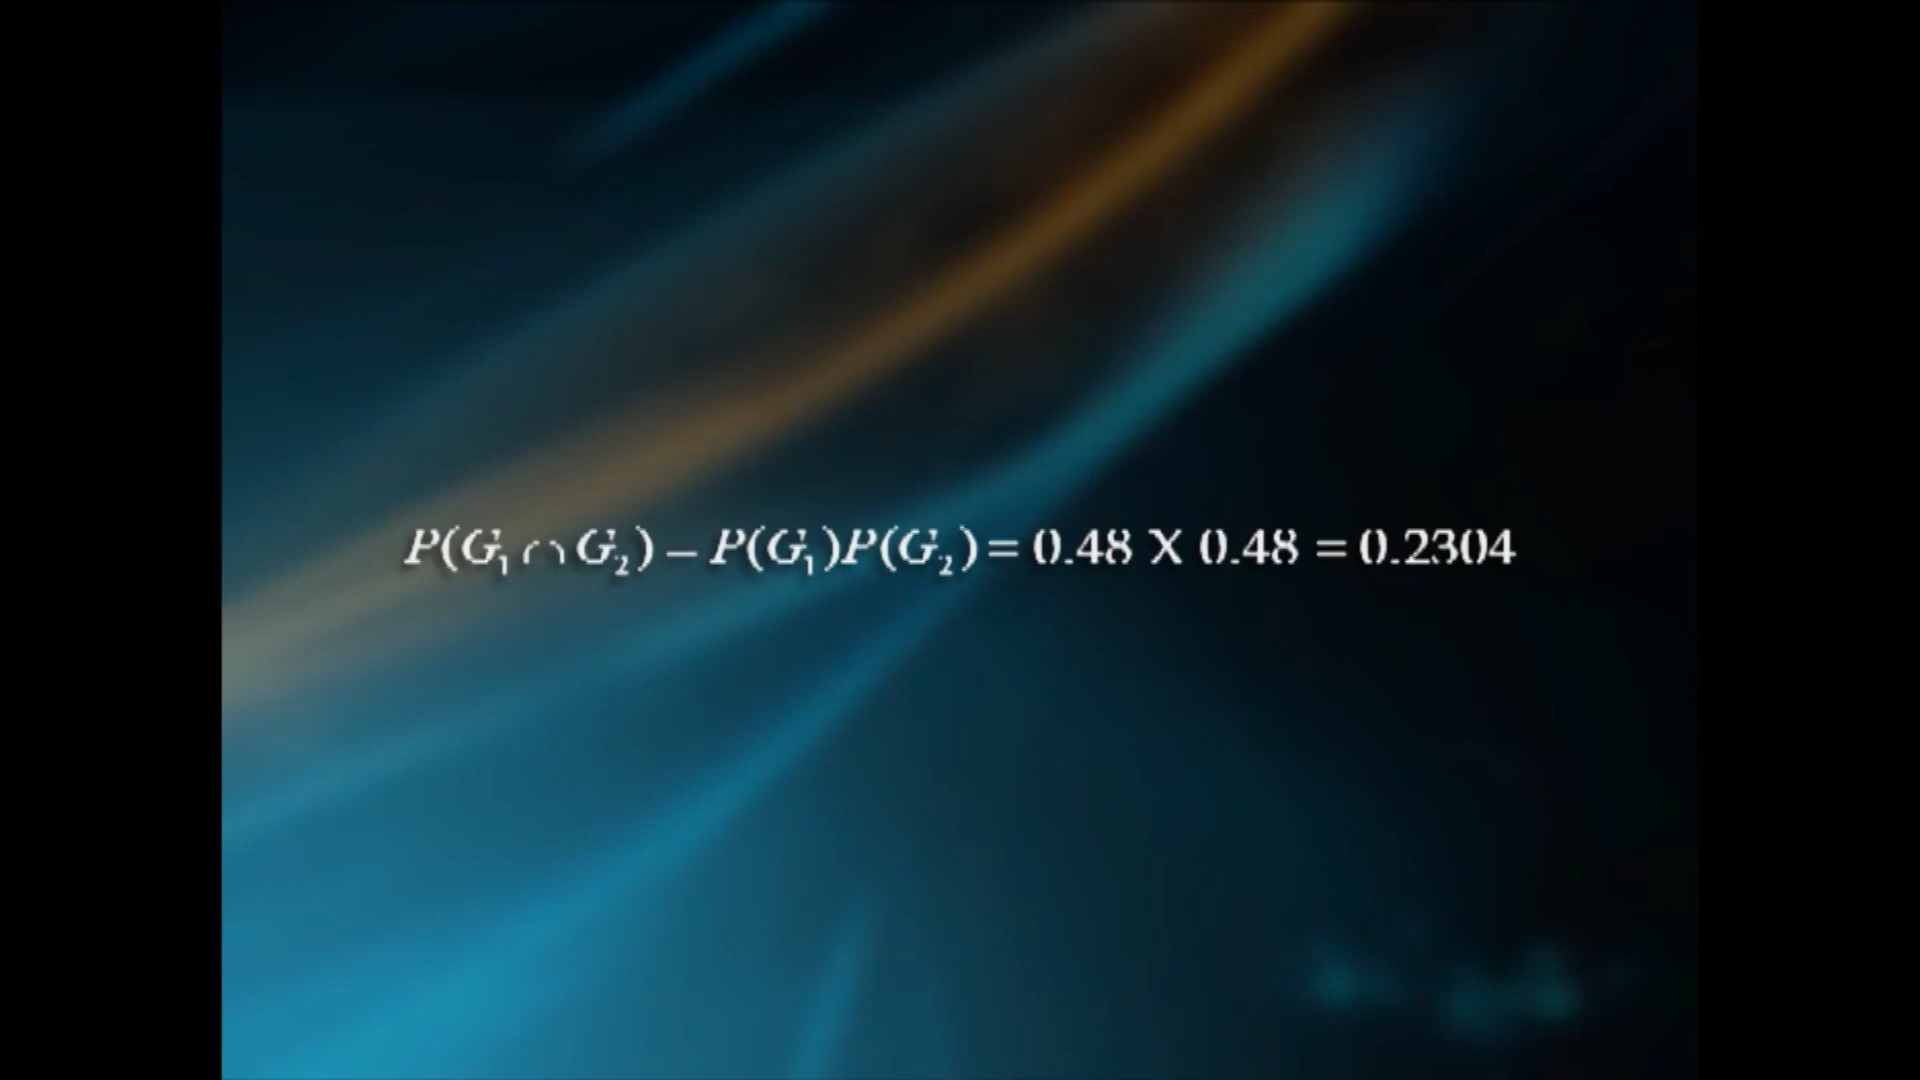 P(G₁ ∩ G₂) – P(G₁)P(G₂) = 0.48 X 0.48 = 0.2304